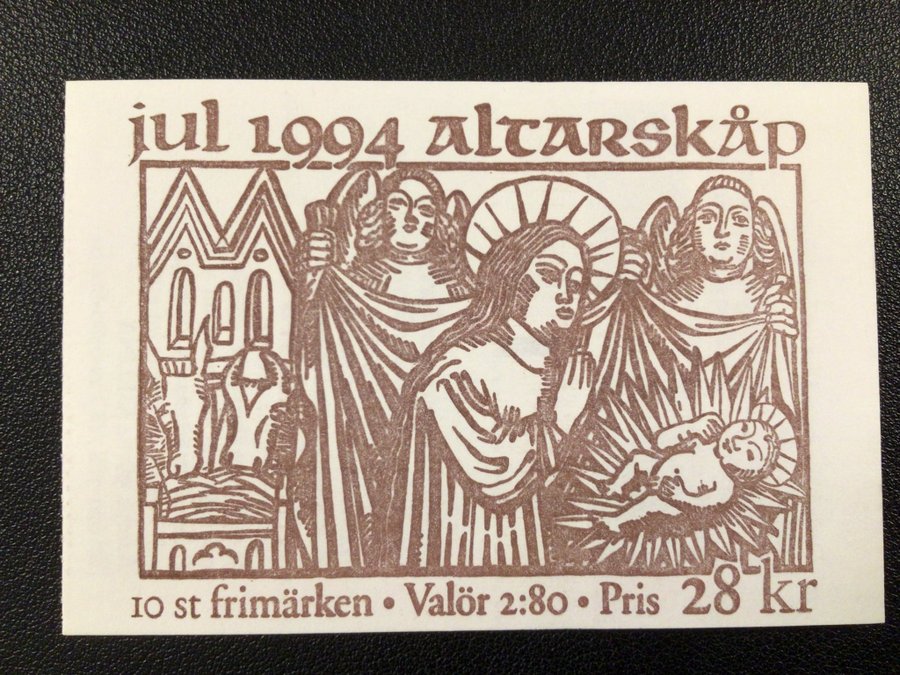 jul 1994 altarskåp
10 st frimärken • Valör 2:80 • Pris 28 kr